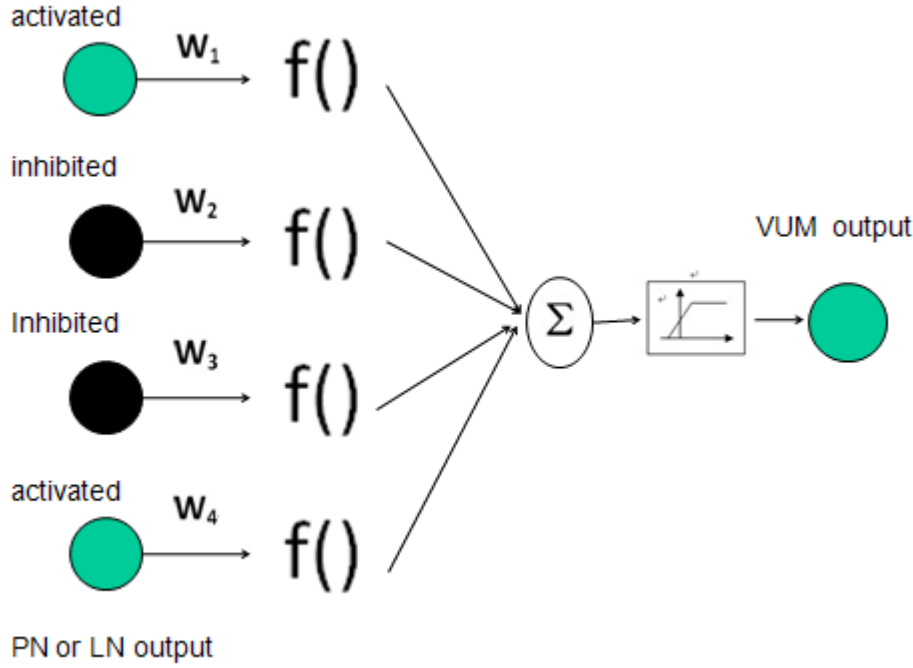 activated
W1
f()
inhibited
W2
f()
VUM output
Inhibited
W3
f()
Σ
activated
W4
f()
PN or LN output